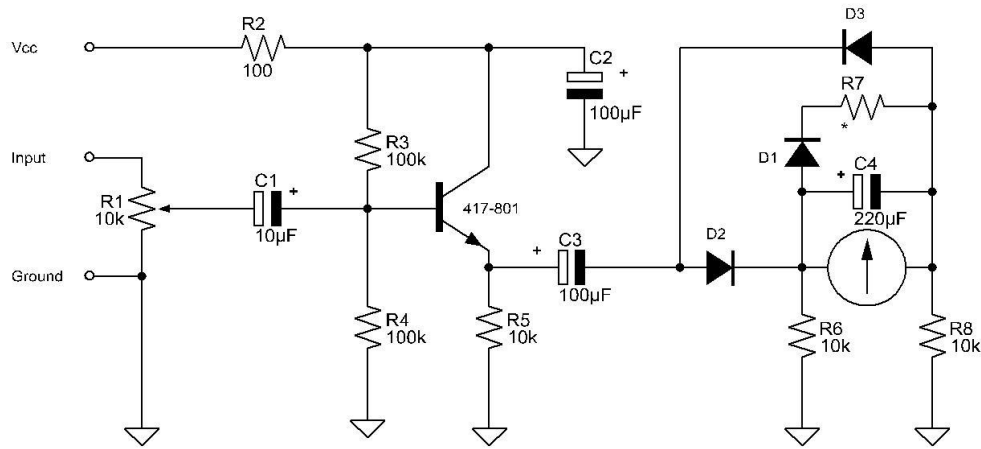 Vcc
R2
100
C2
+
100µF
D3
R7
*
R3
100k
D1
C4
+
220µF
Input
R1
10k
C1
+
10µF
417-801
Ground
+
C3
100µF
D2
R4
100k
R5
10k
R6
10k
R8
10k